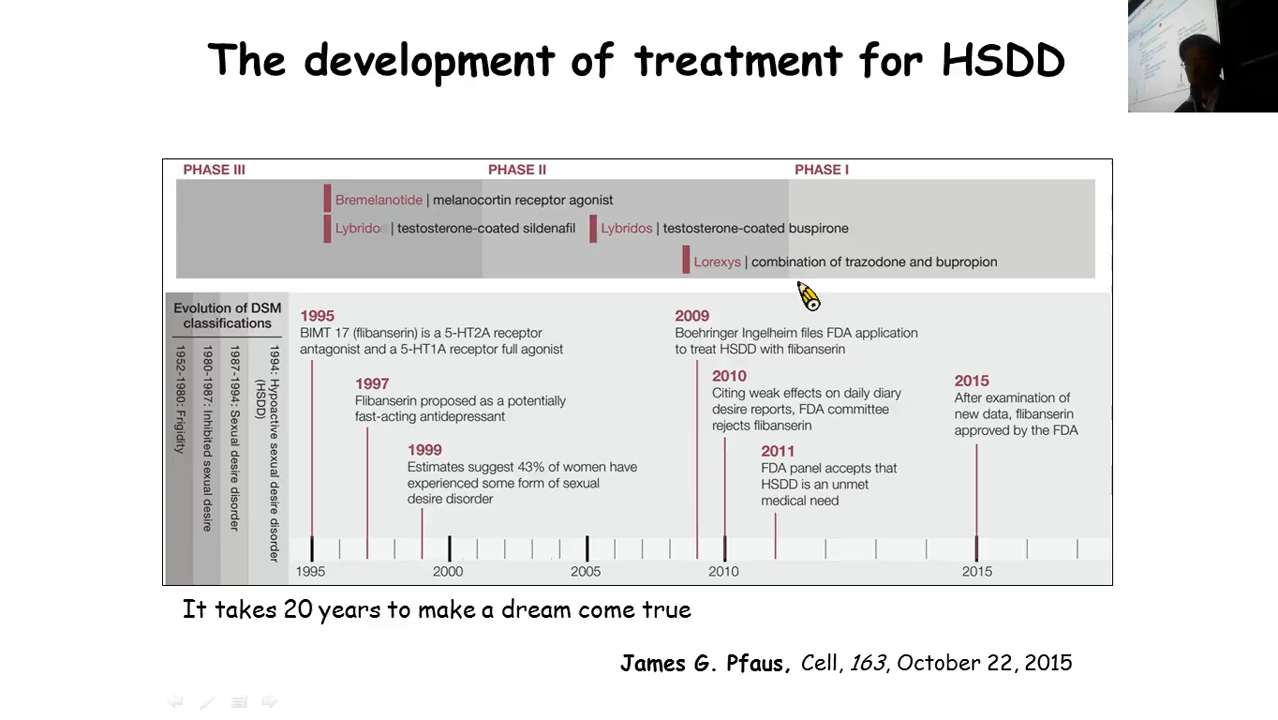 The development of treatment for HSDD
PHASE III
PHASE II
PHASE I
Bremelanotide | melanocortin receptor agonist
Lybrido | testosterone-coated sildenafil
Lybridos | testosterone-coated buspirone
Lorexys | combination of trazodone and bupropion
Evolution of DSM
classifications
1952-1980: Frigidity
1980-1987: Inhibited sexual desire
1987-1994: Sexual desire disorder
1994: Hypoactive sexual desire disorder
(HSDD)
1995
BIMT 17 (flibanserin) is a 5-HT2A receptor
antagonist and a 5-HT1A receptor full agonist
1997
Flibanserin proposed as a potentially
fast-acting antidepressant
1999
Estimates suggest 43% of women have
experienced some form of sexual
desire disorder
2009
Boehringer Ingelheim files FDA application
to treat HSDD with flibanserin
2010
Citing weak effects on daily diary
desire reports, FDA committee
rejects flibanserin
2011
FDA panel accepts that
HSDD is an unmet
medical need
2015
After examination of
new data, flibanserin
approved by the FDA
1995
2000
2005
2010
2015
It takes 20 years to make a dream come true
James G. Pfaus, Cell, 163, October 22, 2015